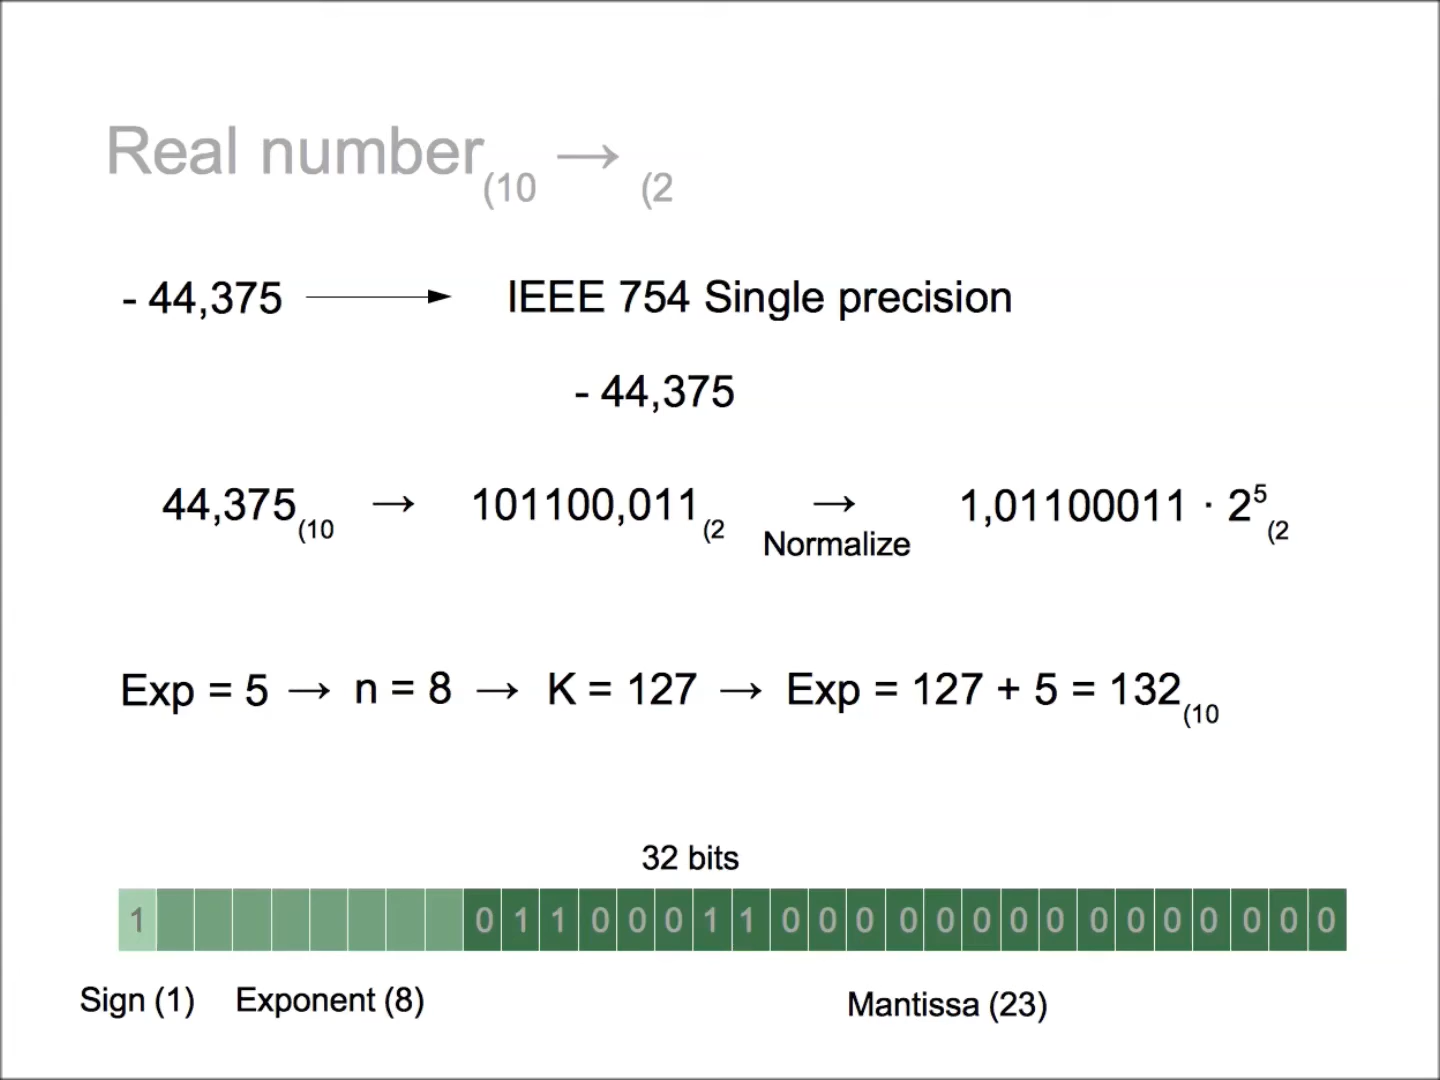 Real number(10 → (2
- 44,375 → IEEE 754 Single precision
- 44,375
44,375(10 → 101100,011(2 → 1,01100011 · 2⁵(2
Normalize
Exp = 5 → n = 8 → K = 127 → Exp = 127 + 5 = 132(10
32 bits
1 0 1 1 0 0 0 1 1 0 0 0 0 0 0 0 0 0 0 0 0 0 0 0
Sign (1) Exponent (8) Mantissa (23)